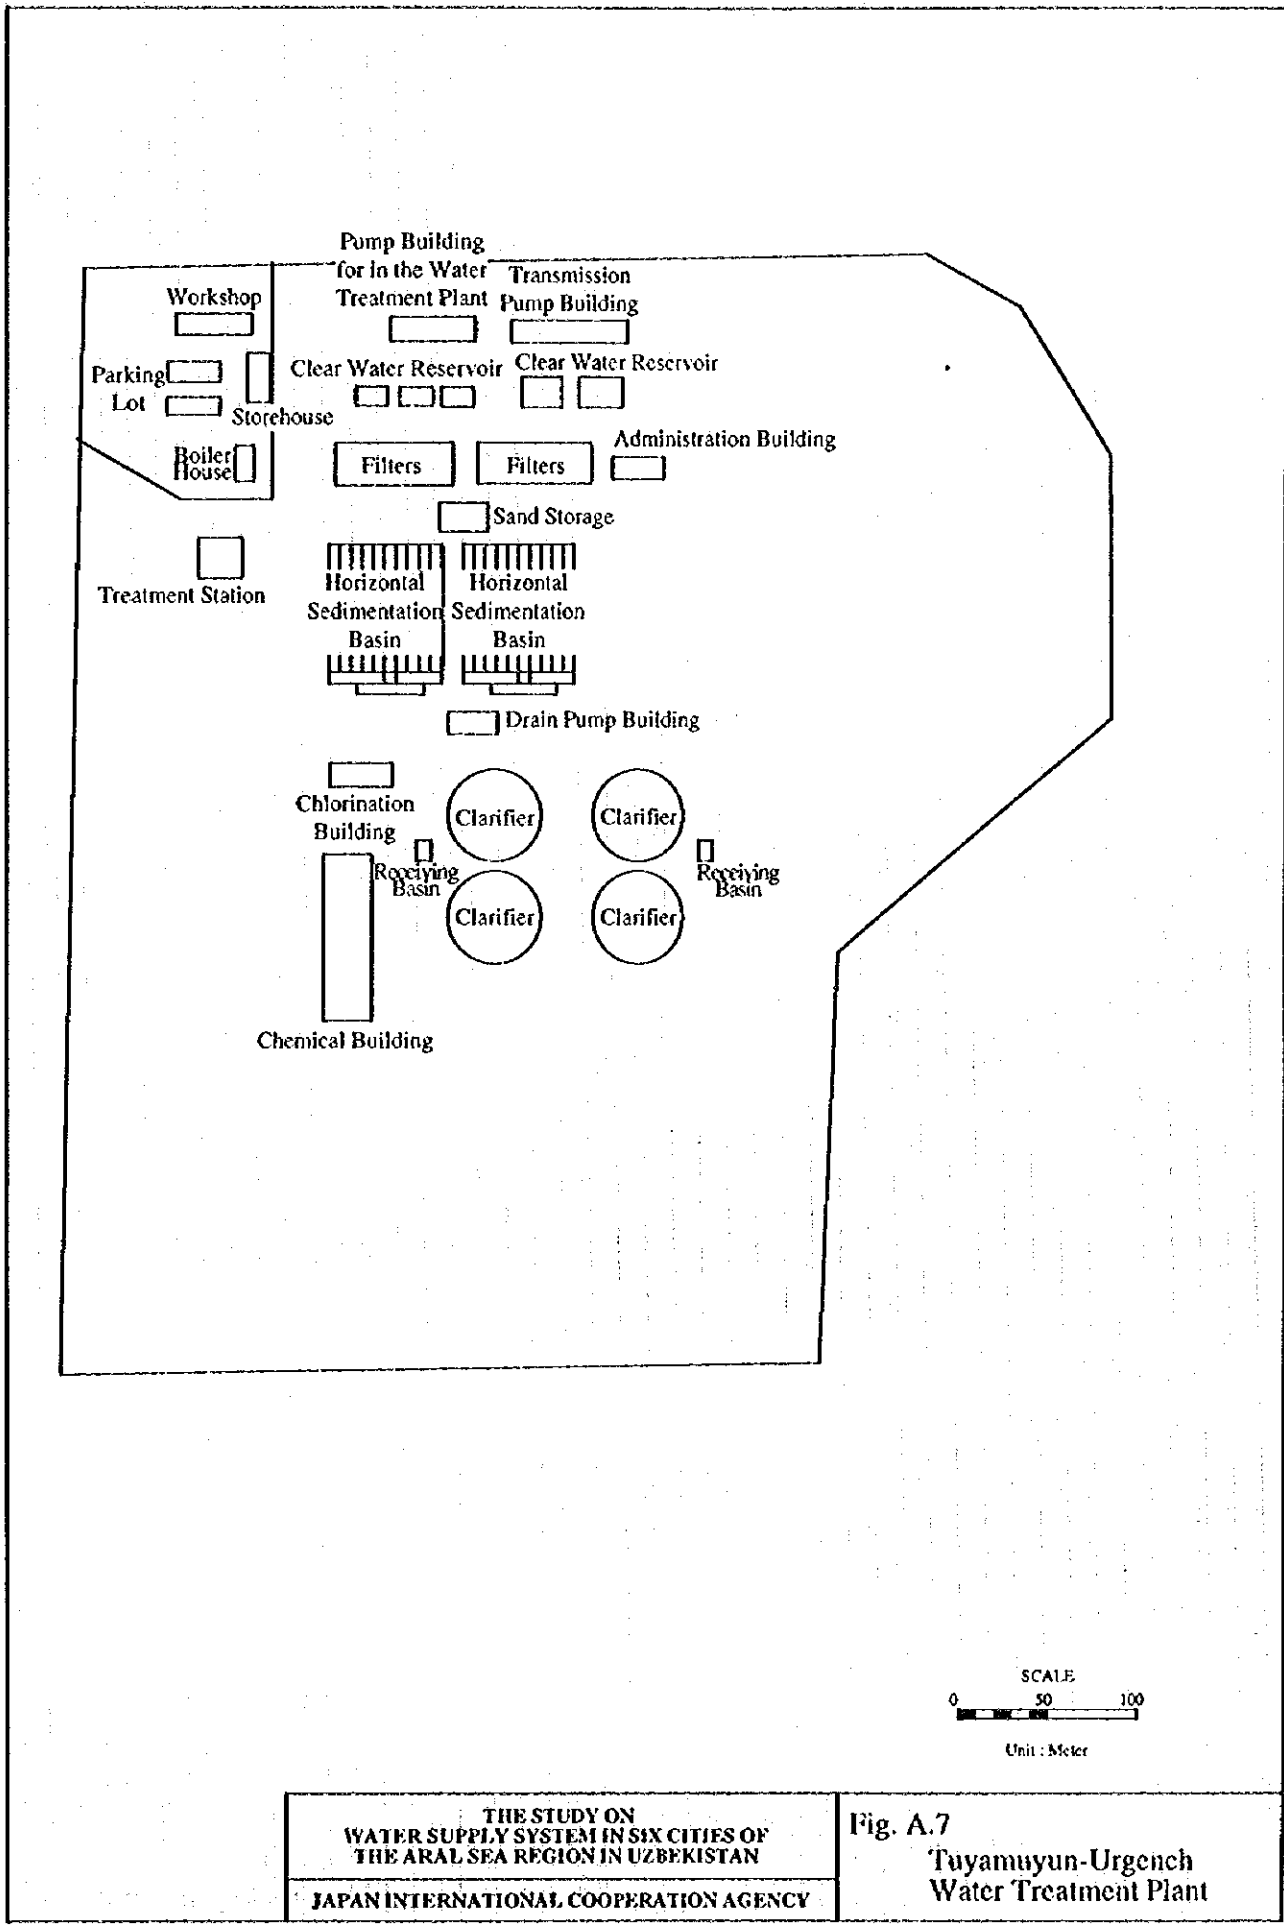 Pump Building
for In the Water
Treatment Plant
Transmission
Pump Building
Workshop
Parking
Lot
Storehouse
Clear Water Reservoir
Clear Water Reservoir
Boiler
House
Filters
Filters
Administration Building
Sand Storage
Treatment Station
Horizontal
Sedimentation
Basin
Horizontal
Sedimentation
Basin
Drain Pump Building
Chlorination
Building
Clarifier
Clarifier
Receiving
Basin
Receiving
Basin
Clarifier
Clarifier
Chemical Building
SCALE
0 50 100
Unit : Meter
THE STUDY ON
WATER SUPPLY SYSTEM IN SIX CITIES OF
THE ARAL SEA REGION IN UZBEKISTAN
JAPAN INTERNATIONAL COOPERATION AGENCY
Fig. A.7
Tuyamuyun-Urgench
Water Treatment Plant